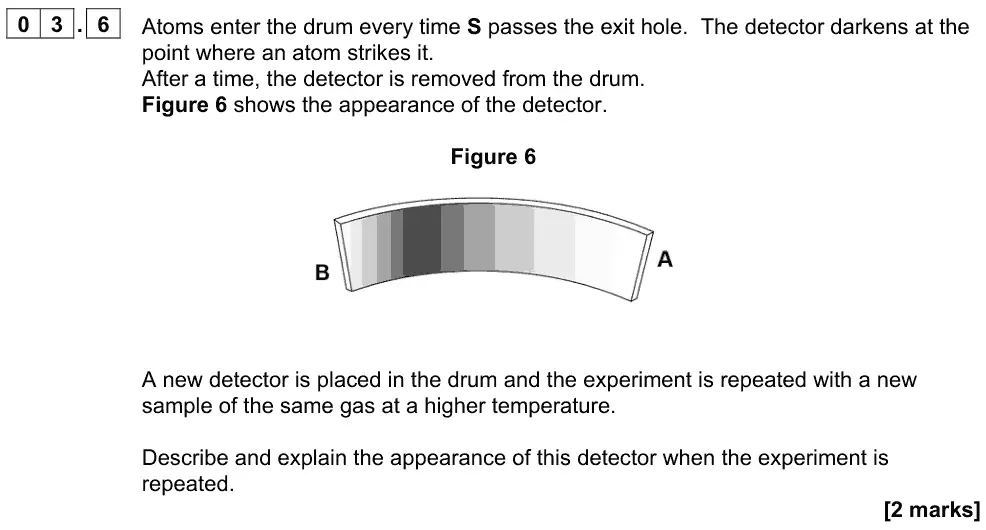 0 3 . 6 Atoms enter the drum every time S passes the exit hole. The detector darkens at the
point where an atom strikes it.
After a time, the detector is removed from the drum.
Figure 6 shows the appearance of the detector.
Figure 6
B
A
A new detector is placed in the drum and the experiment is repeated with a new
sample of the same gas at a higher temperature.
Describe and explain the appearance of this detector when the experiment is
repeated.
[2 marks]